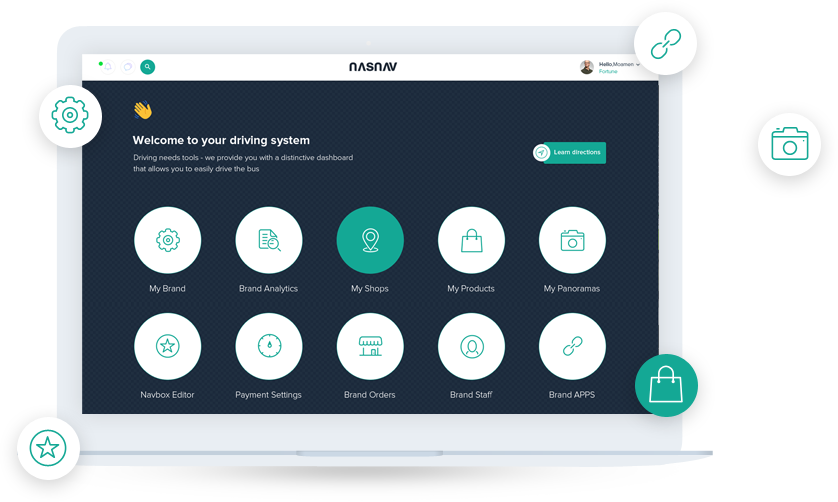 NASNAV
Hello, Moamen
Fortune
Welcome to your driving system
Driving needs tools - we provide you with a distinctive dashboard
that allows you to easily drive the bus
Learn directions
My Brand
Brand Analytics
My Shops
My Products
My Panoramas
Navbox Editor
Payment Settings
Brand Orders
Brand Staff
Brand APPS